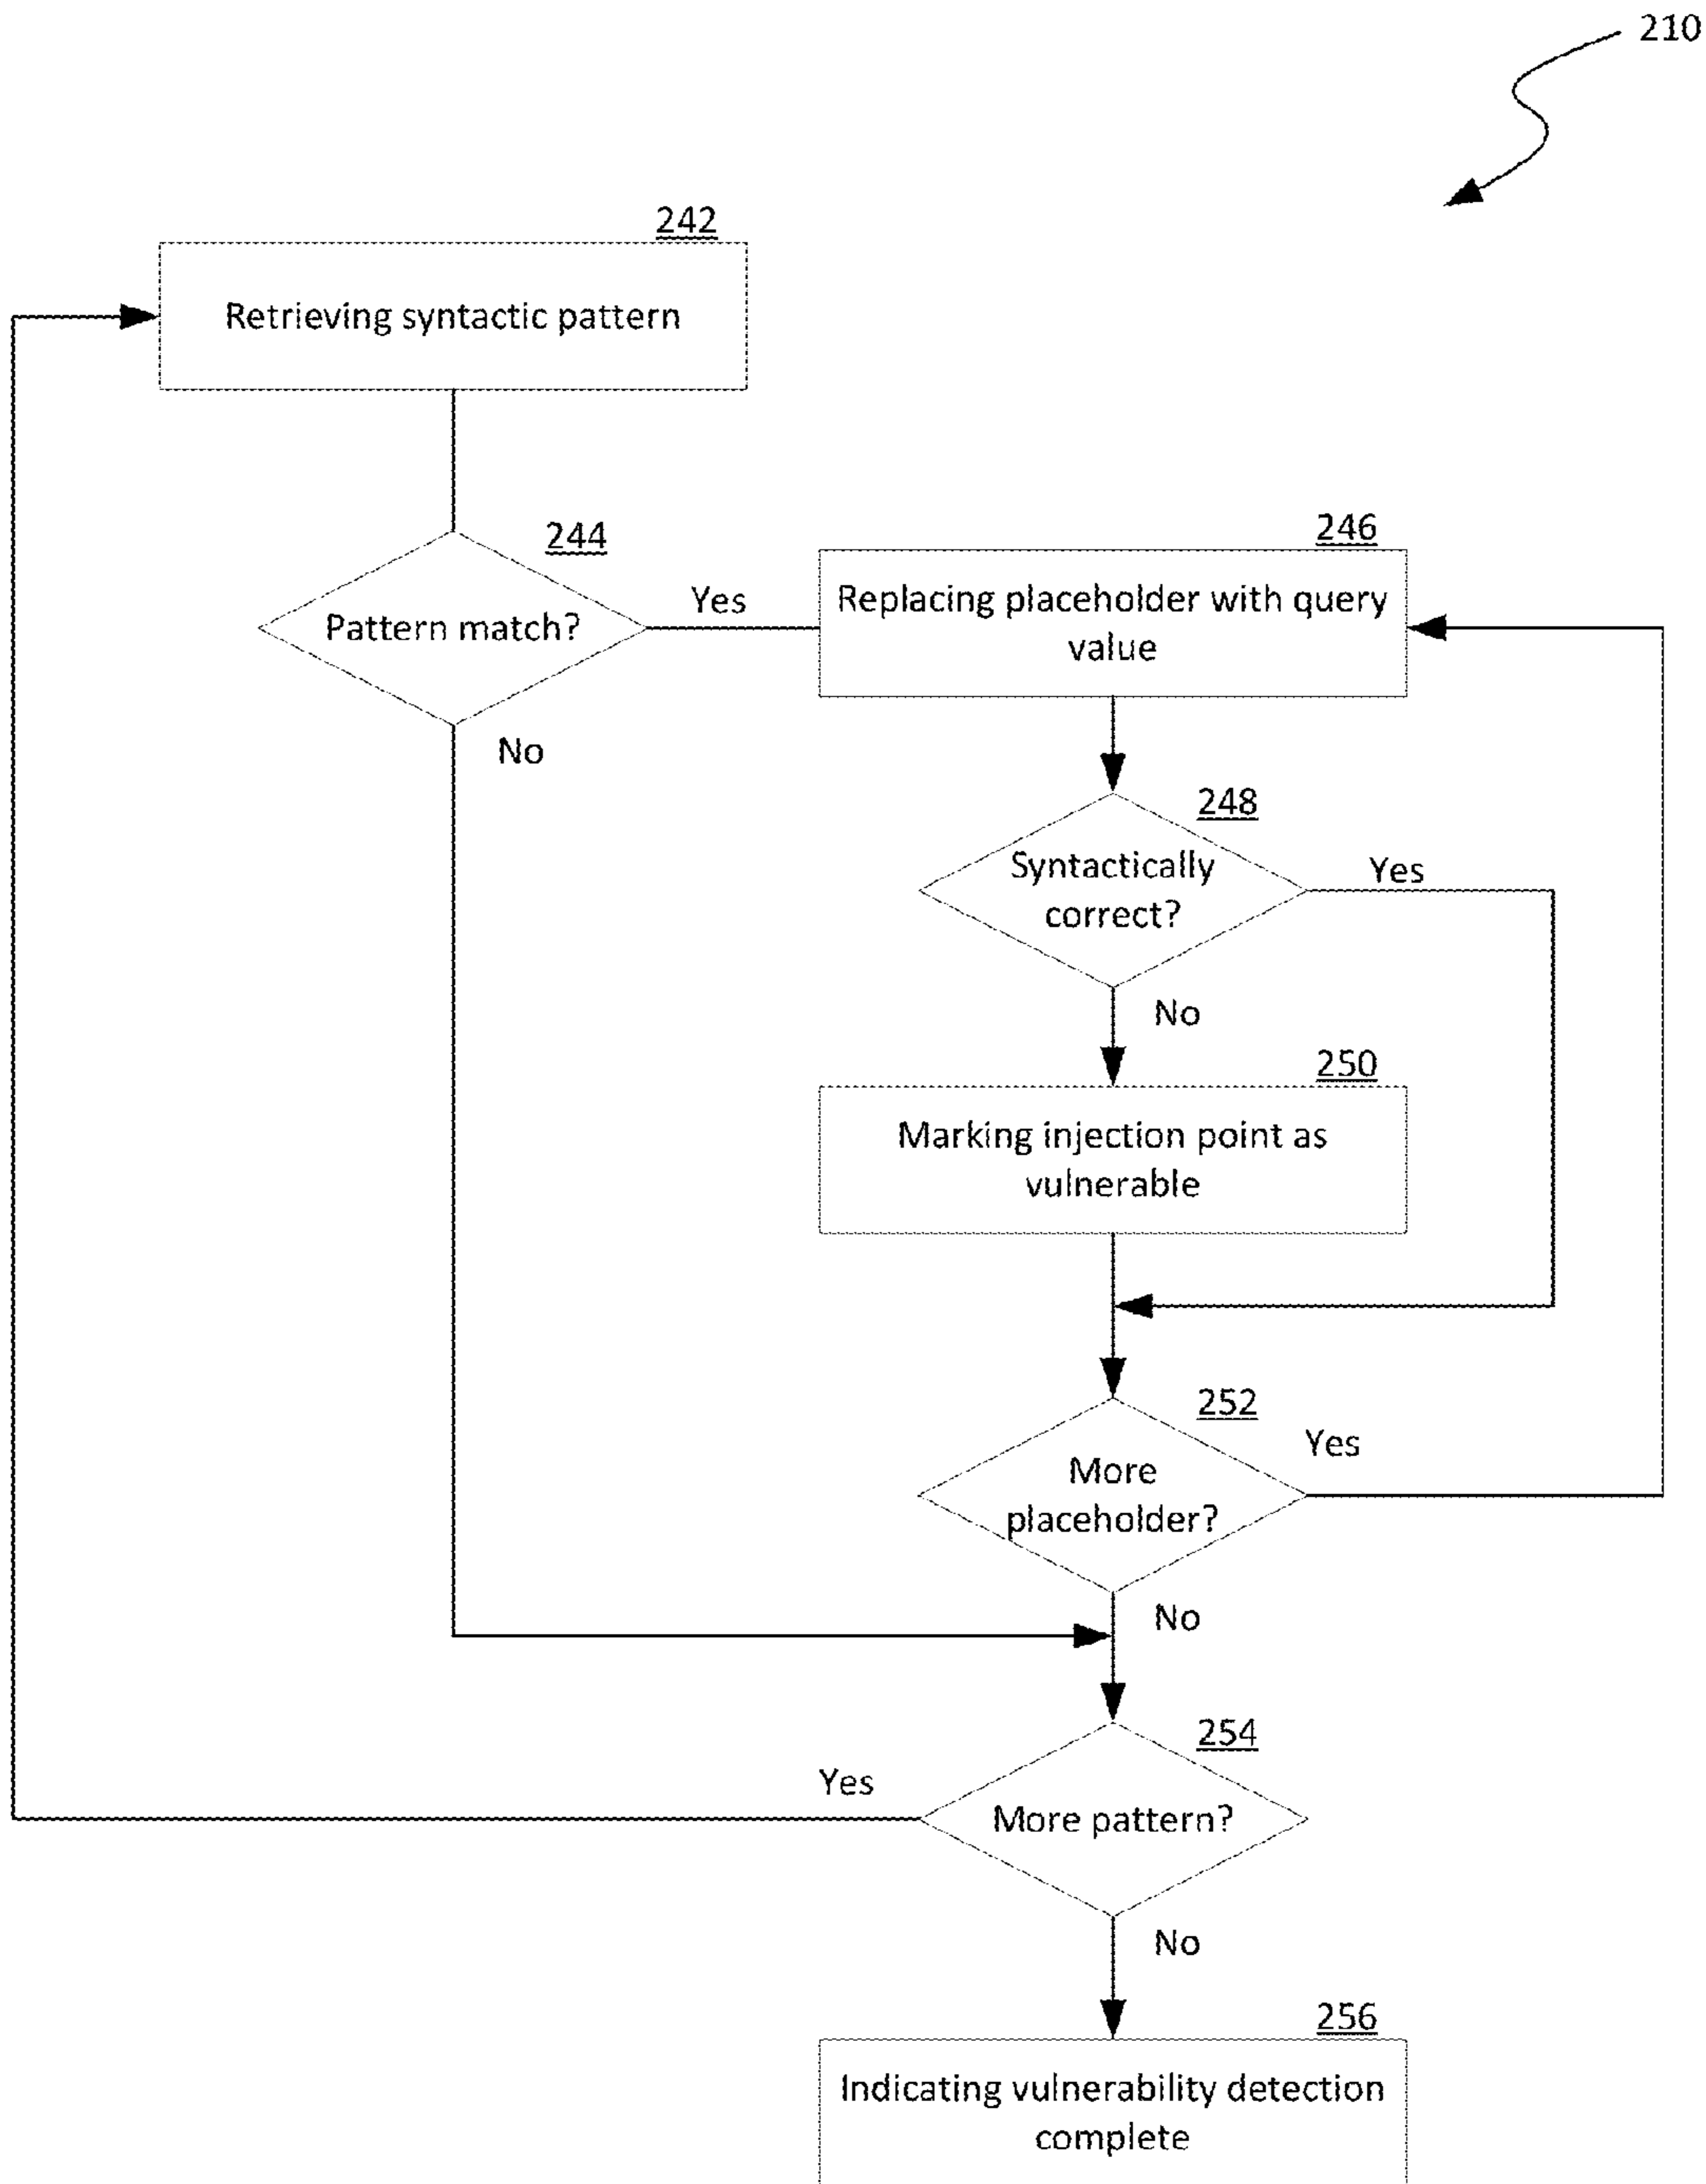 210
242
Retrieving syntactic pattern
244
Pattern match?
Yes
No
246
Replacing placeholder with query
value
248
Syntactically
correct?
Yes
No
250
Marking injection point as
vulnerable
252
More
placeholder?
Yes
No
254
More pattern?
Yes
No
256
Indicating vulnerability detection
complete